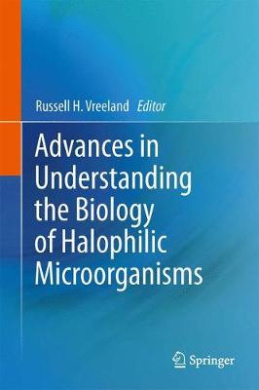 Russell H. Vreeland Editor
Advances in
Understanding
the Biology
of Halophilic
Microorganisms
Springer